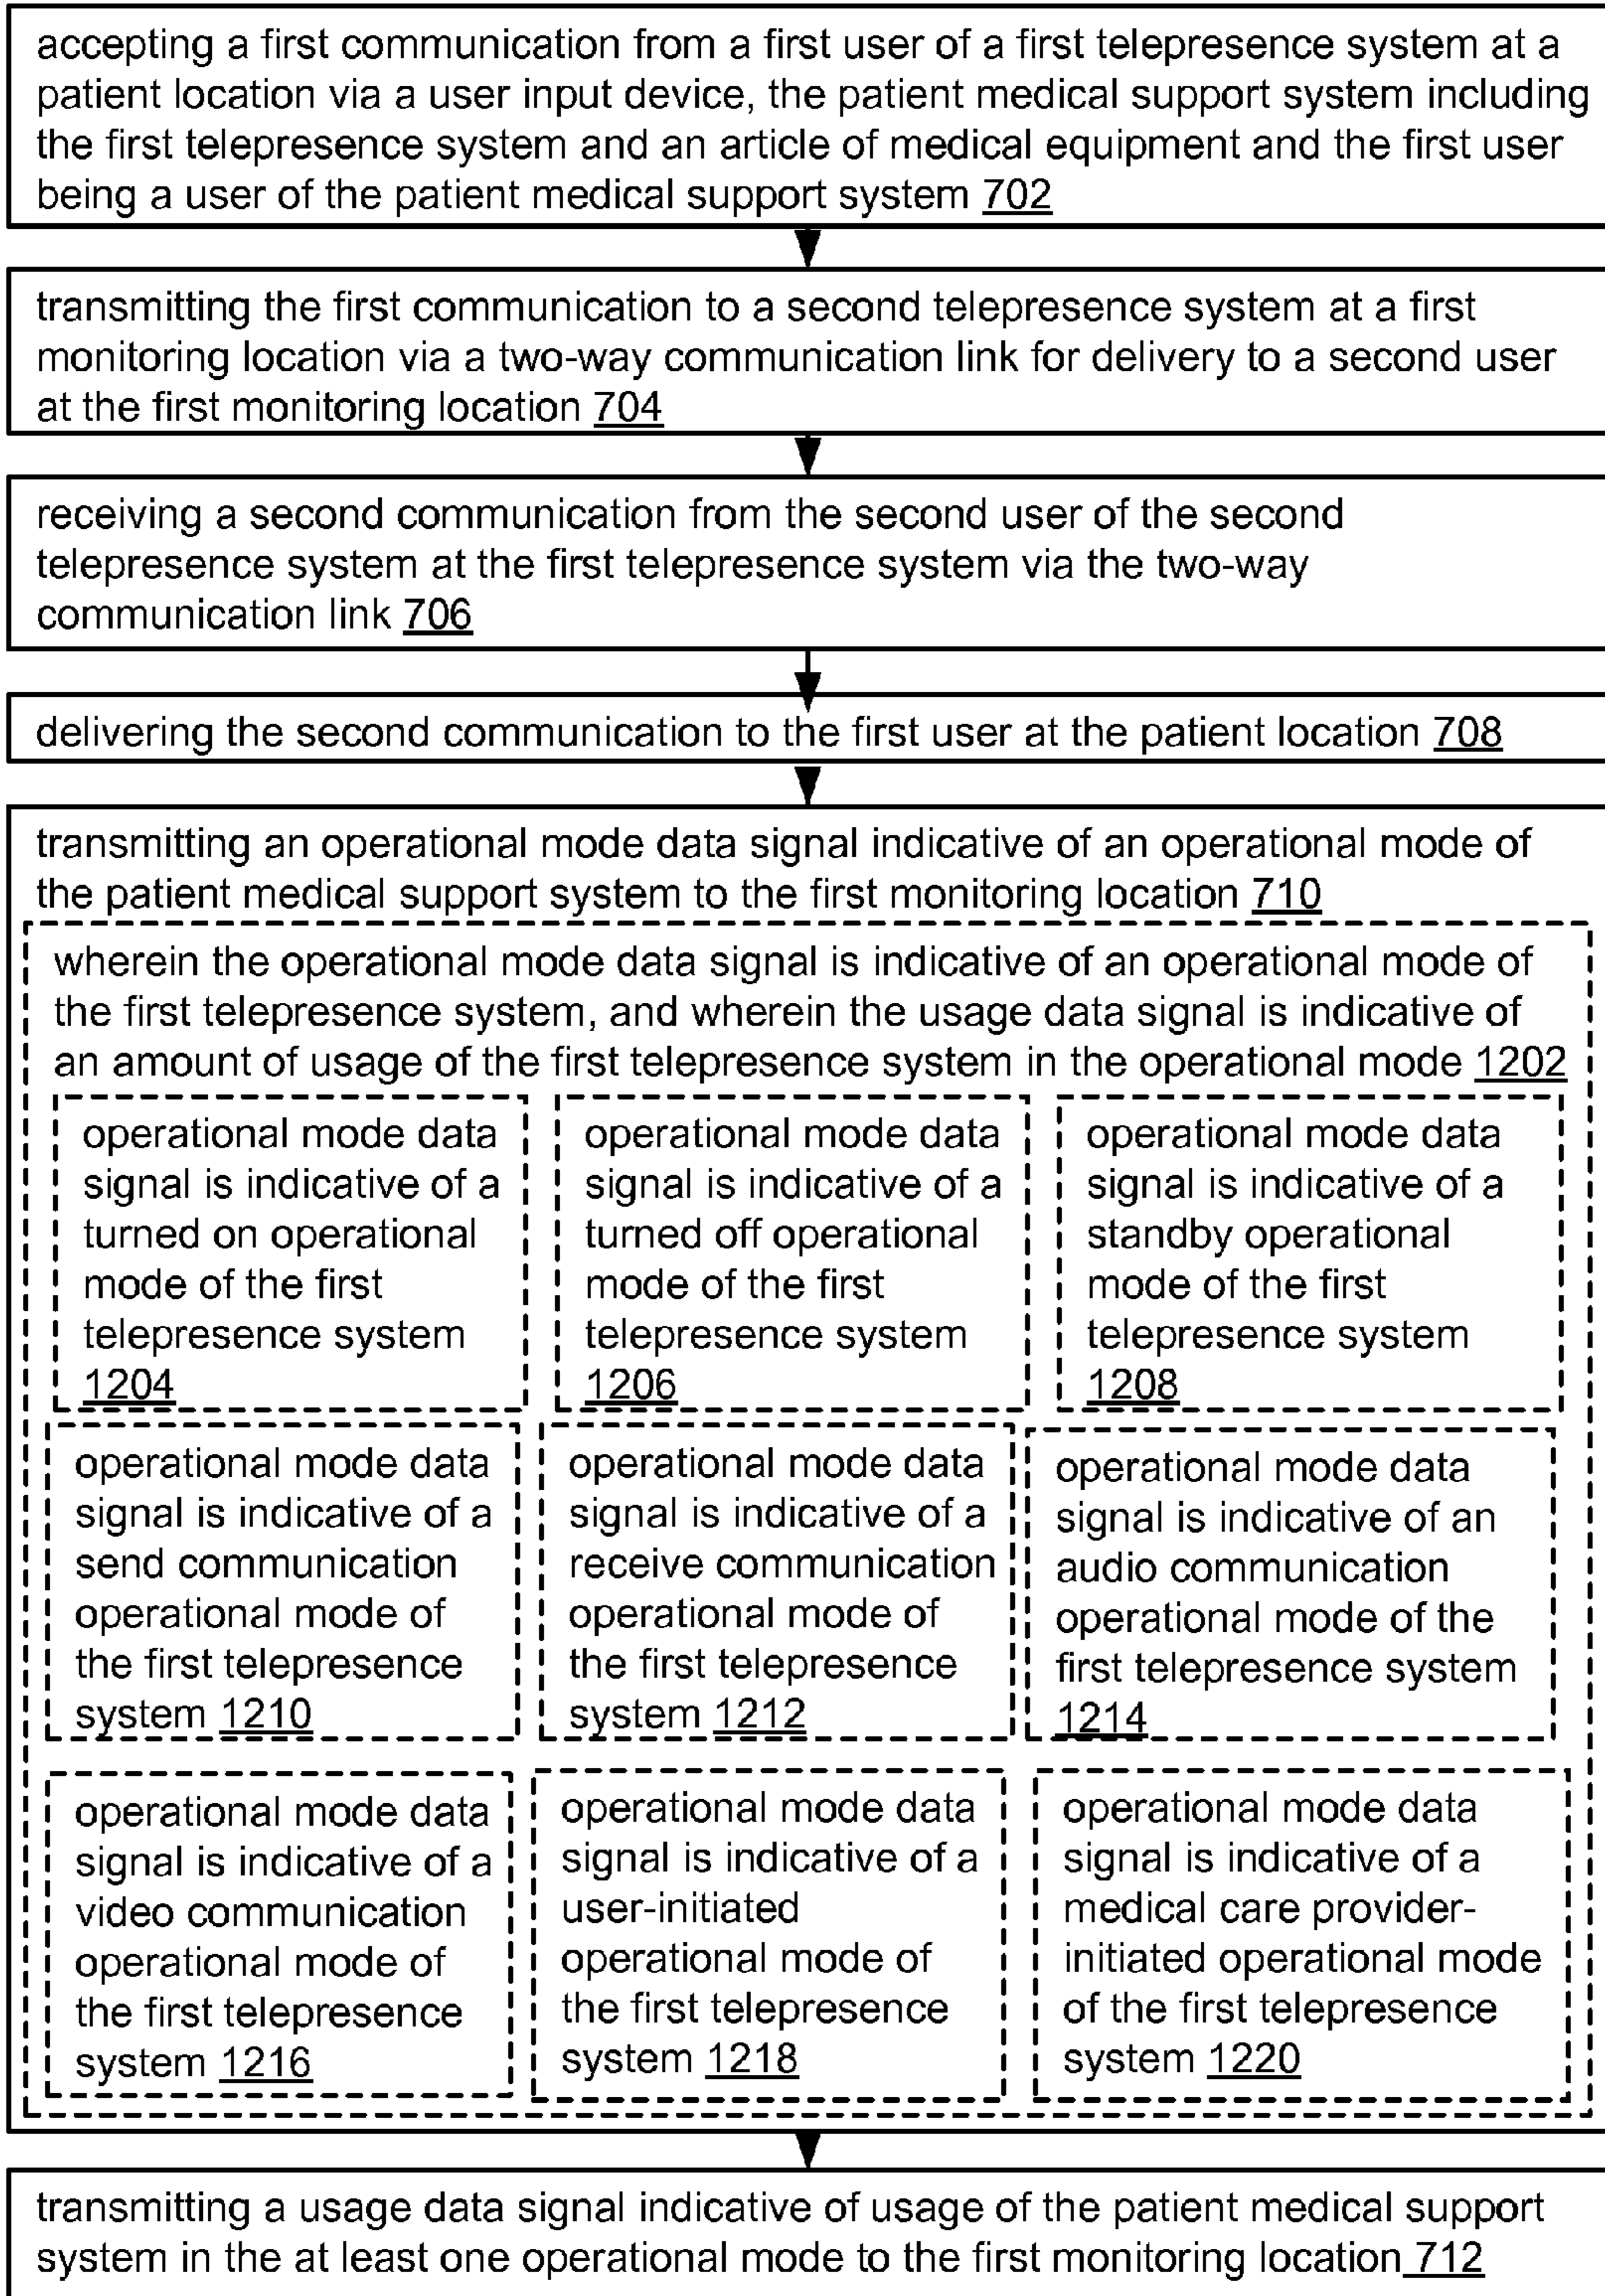 accepting a first communication from a first user of a first telepresence system at a
patient location via a user input device, the patient medical support system including
the first telepresence system and an article of medical equipment and the first user
being a user of the patient medical support system 702
transmitting the first communication to a second telepresence system at a first
monitoring location via a two-way communication link for delivery to a second user
at the first monitoring location 704
receiving a second communication from the second user of the second
telepresence system at the first telepresence system via the two-way
communication link 706
delivering the second communication to the first user at the patient location 708
transmitting an operational mode data signal indicative of an operational mode of
the patient medical support system to the first monitoring location 710
wherein the operational mode data signal is indicative of an operational mode of
the first telepresence system, and wherein the usage data signal is indicative of
an amount of usage of the first telepresence system in the operational mode 1202
operational mode data
signal is indicative of a
turned on operational
mode of the first
telepresence system
1204
operational mode data
signal is indicative of a
turned off operational
mode of the first
telepresence system
1206
operational mode data
signal is indicative of a
standby operational
mode of the first
telepresence system
1208
operational mode data
signal is indicative of a
send communication
operational mode of
the first telepresence
system 1210
operational mode data
signal is indicative of a
receive communication
operational mode of
the first telepresence
system 1212
operational mode data
signal is indicative of an
audio communication
operational mode of the
first telepresence system
1214
operational mode data
signal is indicative of a
video communication
operational mode of
the first telepresence
system 1216
operational mode data
signal is indicative of a
user-initiated
operational mode of
the first telepresence
system 1218
operational mode data
signal is indicative of a
medical care provider-
initiated operational mode
of the first telepresence
system 1220
transmitting a usage data signal indicative of usage of the patient medical support
system in the at least one operational mode to the first monitoring location 712